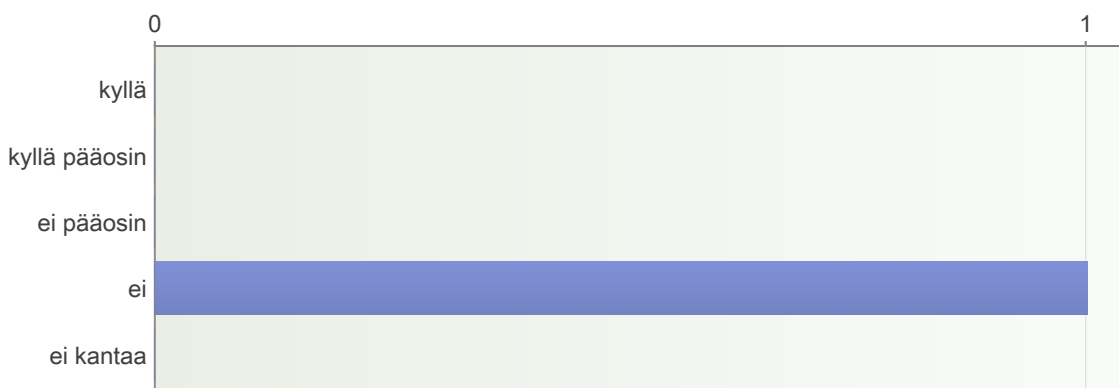 0 1
kyllä
kyllä pääosin
ei pääosin
ei
ei kantaa